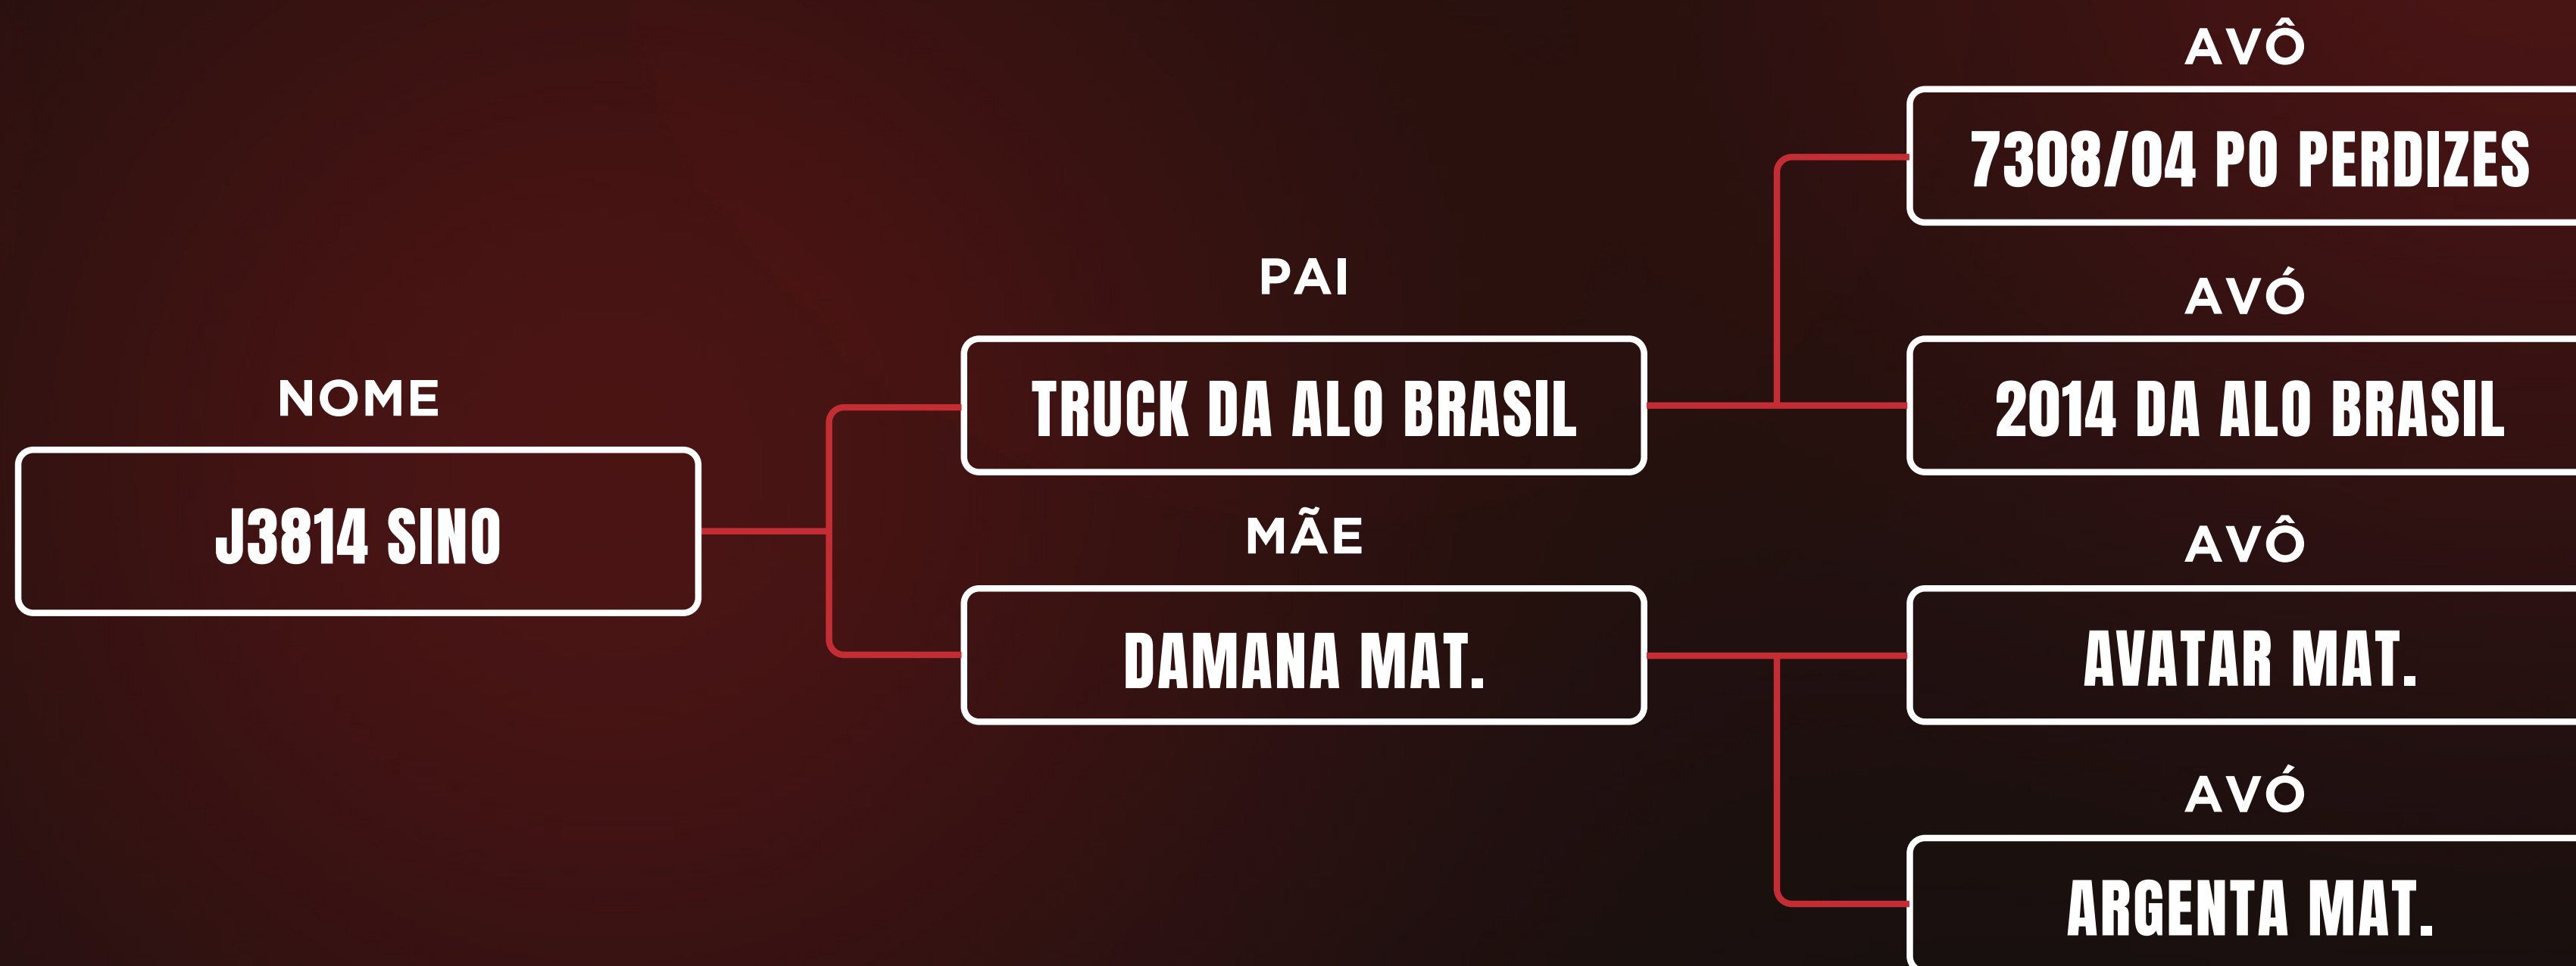 NOME
J3814 SINO
PAI
TRUCK DA ALO BRASIL
MÃE
DAMANA MAT.
AVÔ
7308/04 PO PERDIZES
AVÓ
2014 DA ALO BRASIL
AVÔ
AVATAR MAT.
AVÓ
ARGENTA MAT.